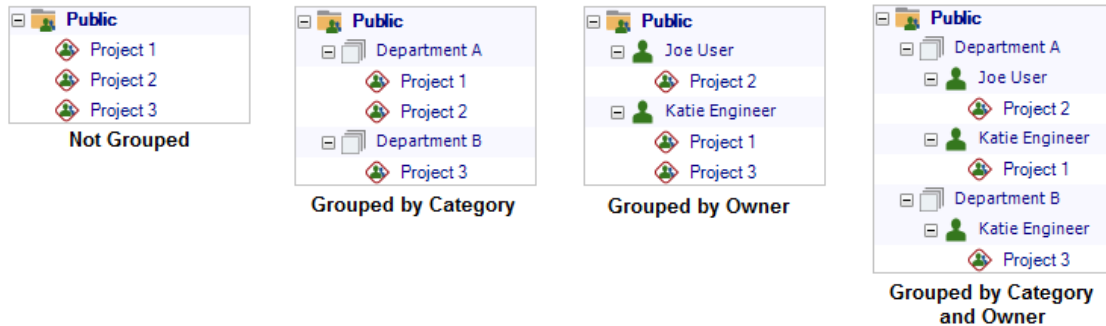 Public
Project 1
Project 2
Project 3
Not Grouped
Public
Department A
Project 1
Project 2
Department B
Project 3
Grouped by Category
Public
Joe User
Project 2
Katie Engineer
Project 1
Project 3
Grouped by Owner
Public
Department A
Joe User
Project 2
Katie Engineer
Project 1
Department B
Katie Engineer
Project 3
Grouped by Category
and Owner